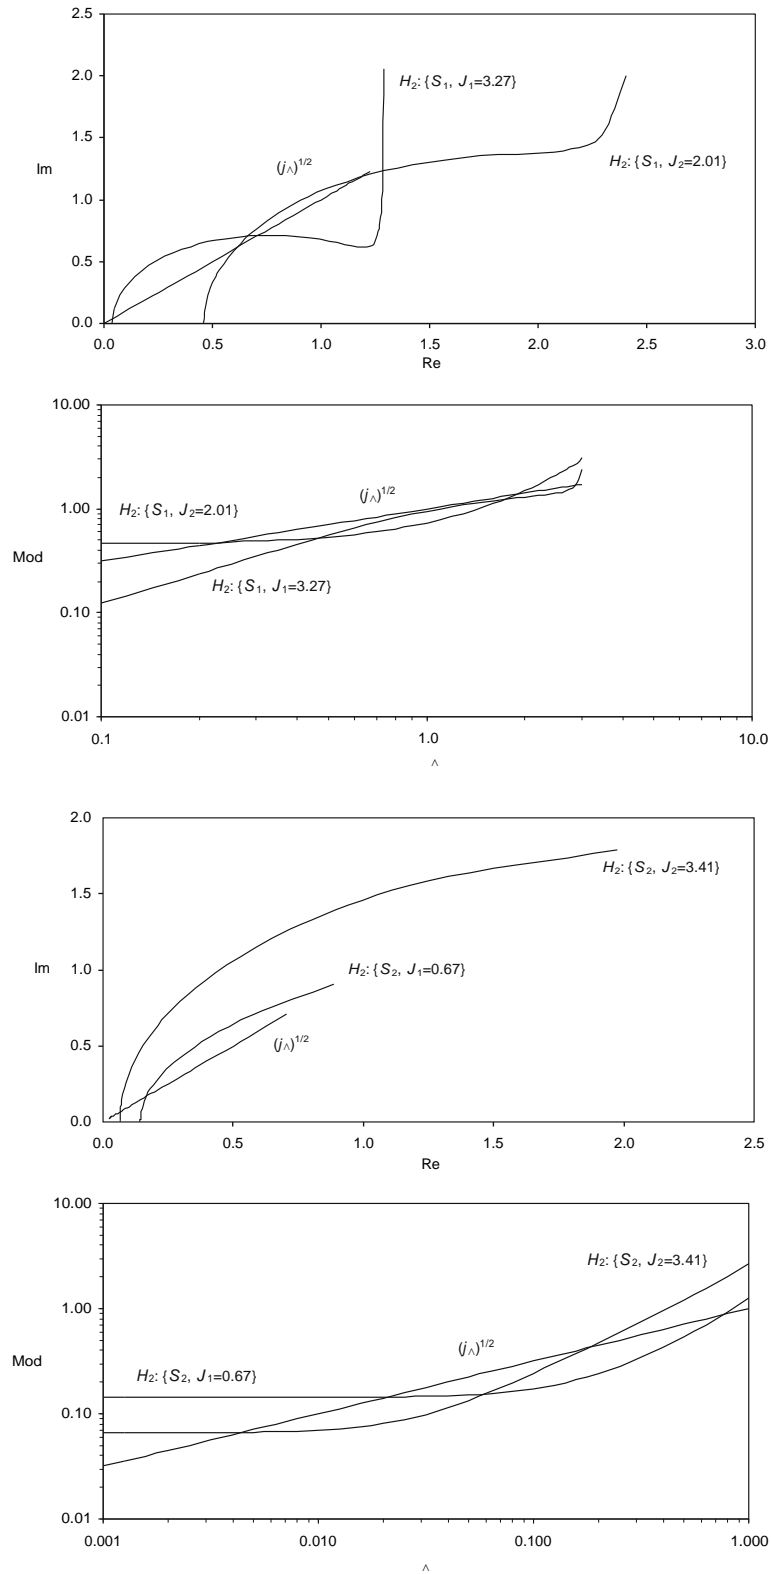 2.5
H₂: {S₁, J₁=3.27}
2.0
1.5
(j^)^1/2
H₂: {S₁, J₂=2.01}
Im
1.0
0.5
0.0
0.0 0.5 1.0 1.5 2.0 2.5 3.0
Re
10.00
(j^)^1/2
H₂: {S₁, J₂=2.01}
1.00
Mod
H₂: {S₁, J₁=3.27}
0.10
0.01
0.1 1.0 10.0
^
2.0
H₂: {S₂, J₂=3.41}
1.5
Im
1.0
H₂: {S₂, J₁=0.67}
(j^)^1/2
0.5
0.0
0.0 0.5 1.0 1.5 2.0 2.5
Re
10.00
H₂: {S₂, J₂=3.41}
1.00
(j^)^1/2
Mod
H₂: {S₂, J₁=0.67}
0.10
0.01
0.001 0.010 0.100 1.000
^